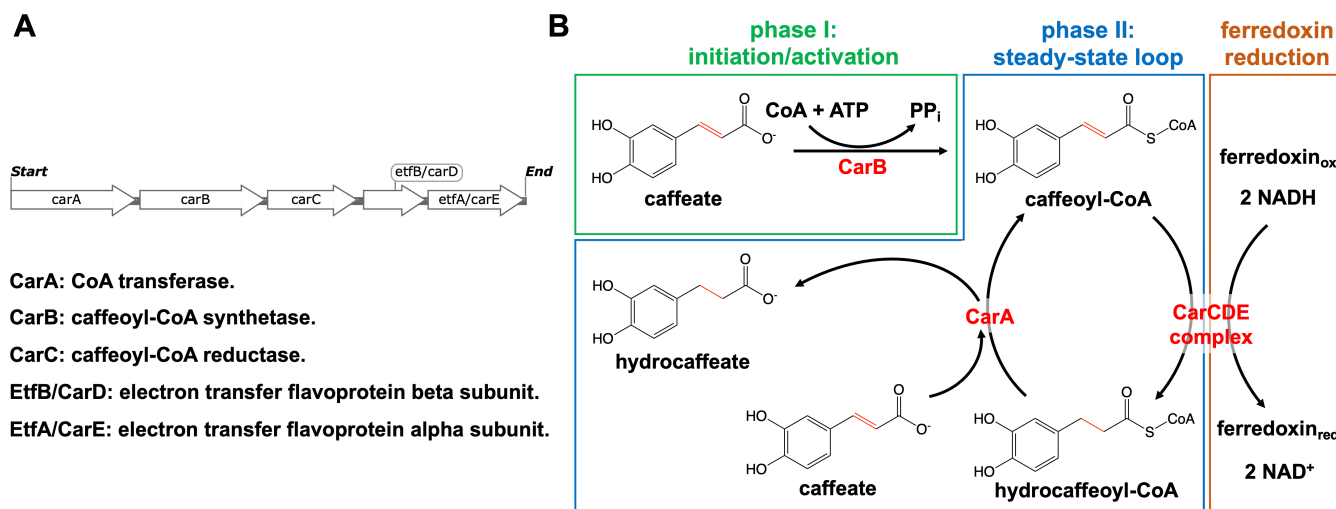 A
Start
etfB/carD
End
carA
carB
carC
etfA/carE
CarA: CoA transferase.
CarB: caffeoyl-CoA synthetase.
CarC: caffeoyl-CoA reductase.
EtfB/CarD: electron transfer flavoprotein beta subunit.
EtfA/CarE: electron transfer flavoprotein alpha subunit.
B
phase I:
initiation/activation
phase II:
steady-state loop
ferredoxin
reduction
HO
HO
O
O-
caffeate
CoA + ATP
PPi
CarB
HO
HO
O
S
CoA
caffeoyl-CoA
ferredoxinox
2 NADH
HO
HO
O
O-
hydrocaffeate
CarA
CarCDE
complex
HO
HO
O
O-
caffeate
HO
HO
O
S
CoA
hydrocaffeoyl-CoA
ferredoxinred
2 NAD+